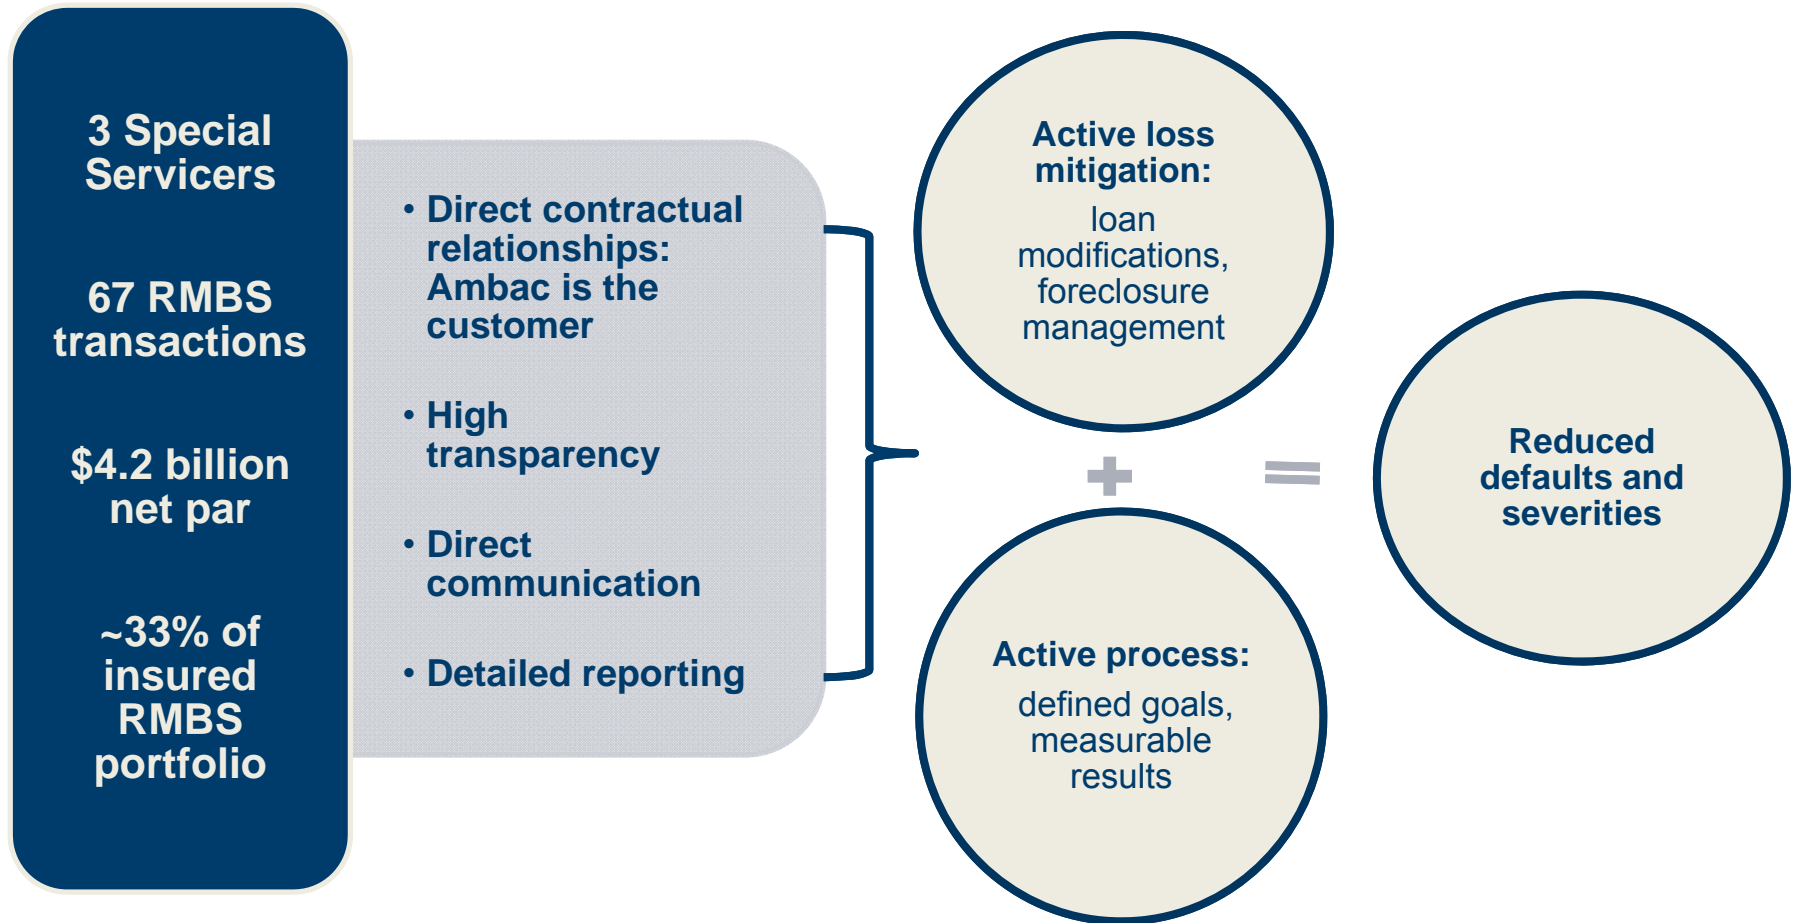 3 Special
Servicers
67 RMBS
transactions
$4.2 billion
net par
~33% of
insured
RMBS
portfolio
• Direct contractual
relationships:
Ambac is the
customer
• High
transparency
• Direct
communication
• Detailed reporting
Active loss
mitigation:
loan
modifications,
foreclosure
management
+
Active process:
defined goals,
measurable
results
=
Reduced
defaults and
severities